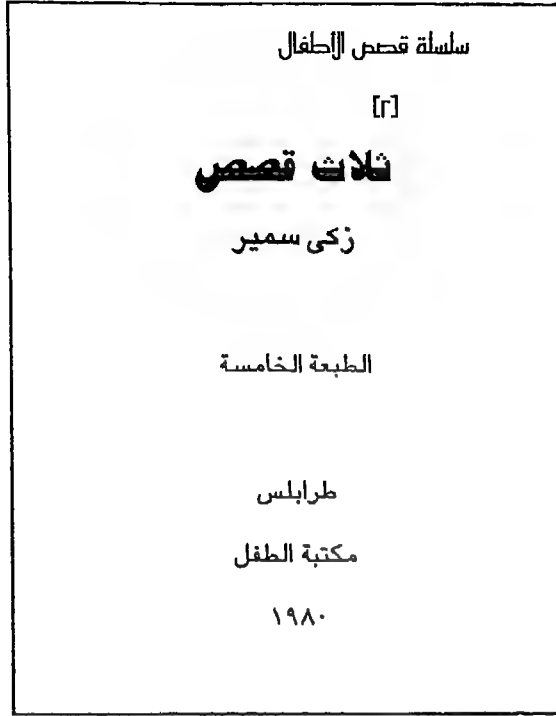 سلسلة قصص الأطفال
[٢]
ثلاث قصص
زكى سمير
الطبعة الخامسة
طرابلس
مكتبة الطفل
١٩٨٠